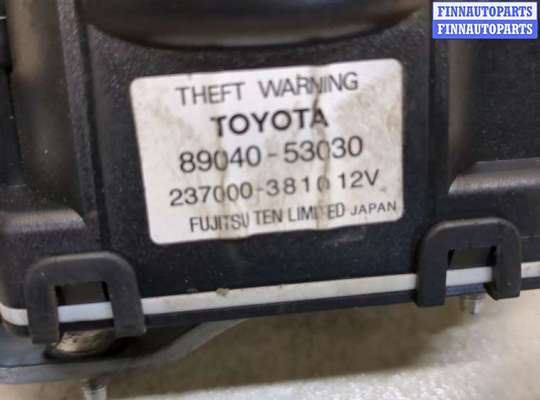 FINNAUTOPARTS
FINNAUTOPARTS
THEFT WARNING
TOYOTA
89040-53030
237000-3810 12V
FUJITSU TEN LIMITED JAPAN